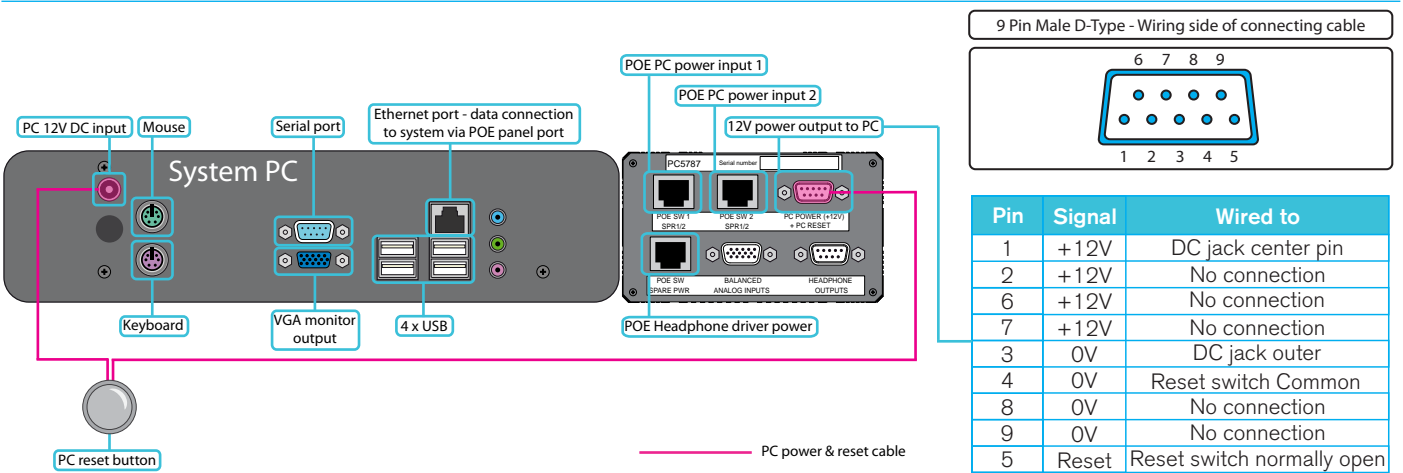 9 Pin Male D-Type - Wiring side of connecting cable
6 7 8 9
1 2 3 4 5
POE PC power input 1
POE PC power input 2
12V power output to PC
PC 12V DC input
Mouse
Serial port
Ethernet port - data connection
to system via POE panel port
System PC
PC5787
Serial number
POE SW 1
SPR1/2
POE SW 2
SPR1/2
PC POWER (+12V)
+ PC RESET
POE SW
SPARE PWR
BALANCED
ANALOG INPUTS
HEADPHONE
OUTPUTS
Keyboard
VGA monitor
output
4 x USB
POE Headphone driver power
PC reset button
PC power & reset cable
Pin Signal Wired to
1 +12V DC jack center pin
2 +12V No connection
6 +12V No connection
7 +12V No connection
3 0V DC jack outer
4 0V Reset switch Common
8 0V No connection
9 0V No connection
5 Reset Reset switch normally open